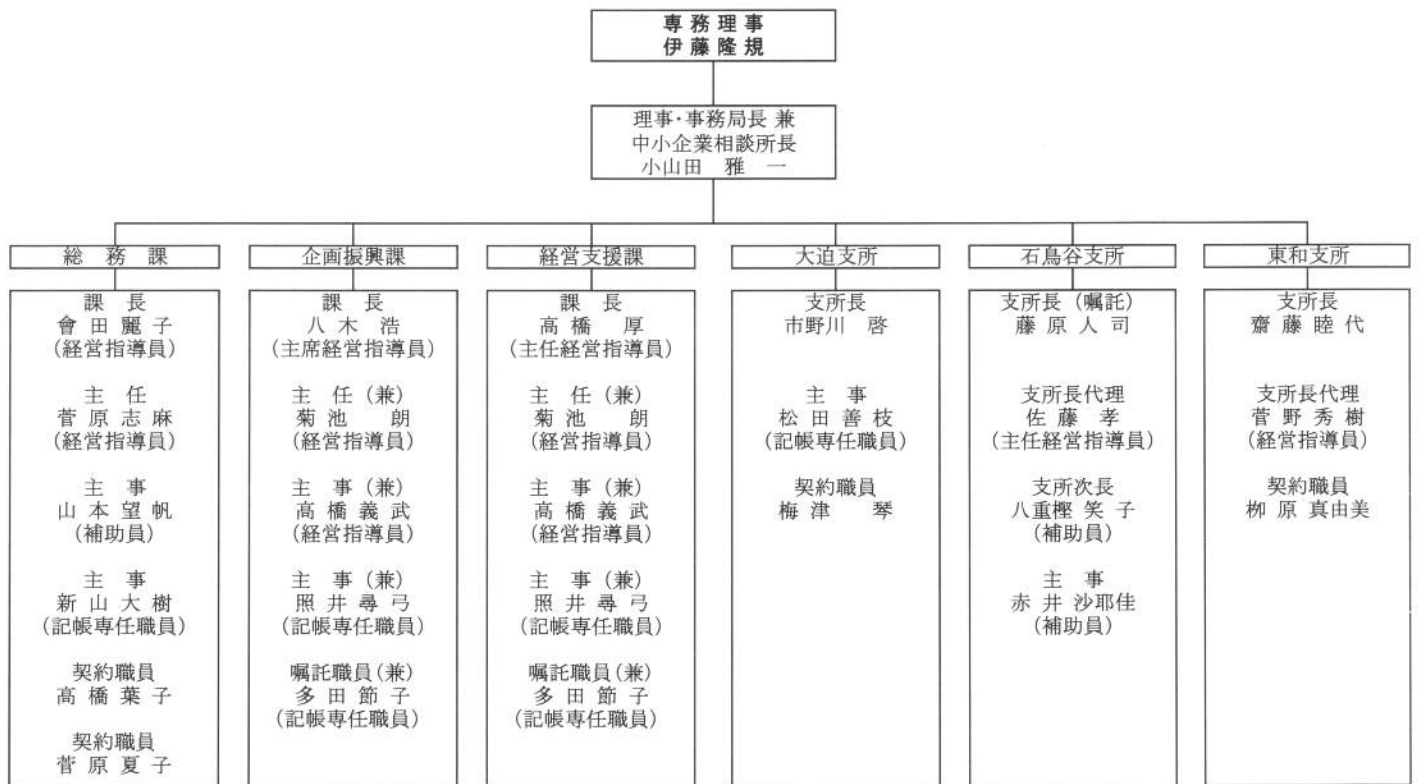 専務理事
伊藤隆規
理事・事務局長 兼
中小企業相談所長
小山田 雅 一
総 務 課
課 長
會 田 麗 子
(経営指導員)
主 任
菅 原 志 麻
(経営指導員)
主 事
山 本 望 帆
(補助員)
主 事
新 山 大 樹
(記帳専任職員)
契約職員
高 橋 葉 子
契約職員
菅 原 夏 子
企画振興課
課 長
八 木 浩
(主席経営指導員)
主 任 (兼)
菊 池 朗
(経営指導員)
主 事 (兼)
高 橋 義 武
(経営指導員)
主 事 (兼)
照 井 尋 弓
(記帳専任職員)
嘱託職員(兼)
多 田 節 子
(記帳専任職員)
経営支援課
課 長
高 橋 厚
(主任経営指導員)
主 任 (兼)
菊 池 朗
(経営指導員)
主 事 (兼)
高 橋 義 武
(経営指導員)
主 事 (兼)
照 井 尋 弓
(記帳専任職員)
嘱託職員(兼)
多 田 節 子
(記帳専任職員)
大迫支所
支所長
市野川 啓
主 事
松 田 善 枝
(記帳専任職員)
契約職員
梅 津 琴
石鳥谷支所
支所長 (嘱託)
藤 原 人 司
支所長代理
佐 藤 孝
(主任経営指導員)
支所次長
八重樫 笑 子
(補助員)
主 事
赤 井 沙耶佳
(補助員)
東和支所
支所長
齋 藤 睦 代
支所長代理
菅 野 秀 樹
(経営指導員)
契約職員
栁 原 真由美